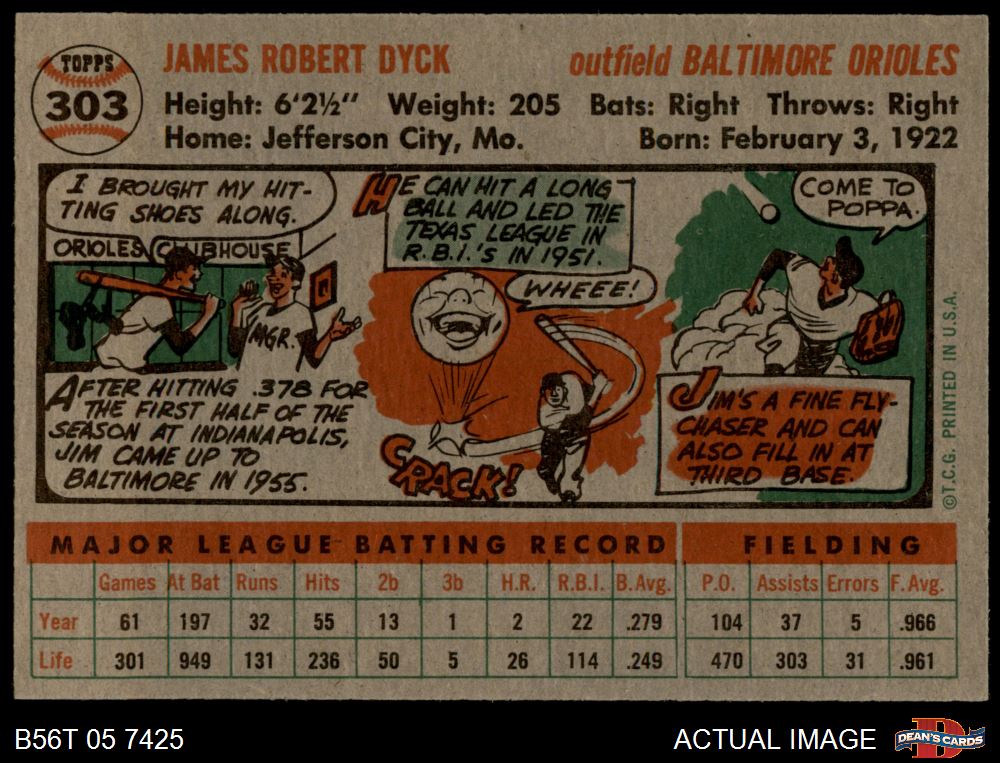 TOPPS
303
JAMES ROBERT DYCK
outfield BALTIMORE ORIOLES
Height: 6'2½" Weight: 205 Bats: Right Throws: Right
Home: Jefferson City, Mo. Born: February 3, 1922
I BROUGHT MY HIT-
TING SHOES ALONG.
ORIOLES CLUBHOUSE
MGR.
AFTER HITTING .378 FOR
THE FIRST HALF OF THE
SEASON AT INDIANAPOLIS,
JIM CAME UP TO
BALTIMORE IN 1955.
HE CAN HIT A LONG
BALL AND LED THE
TEXAS LEAGUE IN
R.B.I.'S IN 1951.
WHEEE!
CRACK!
COME TO
POPPA.
JIM'S A FINE FLY-
CHASER AND CAN
ALSO FILL IN AT
THIRD BASE.
©T.C.G. PRINTED IN U.S.A.
MAJOR LEAGUE BATTING RECORD FIELDING
Games At Bat Runs Hits 2b 3b H.R. R.B.I. B. Avg. P.O. Assists Errors F. Avg.
Year 61 197 32 55 13 1 2 22 .279 104 37 5 .966
Life 301 949 131 236 50 5 26 114 .249 470 303 31 .961
B56T 05 7425
ACTUAL IMAGE
DEAN'S CARDS